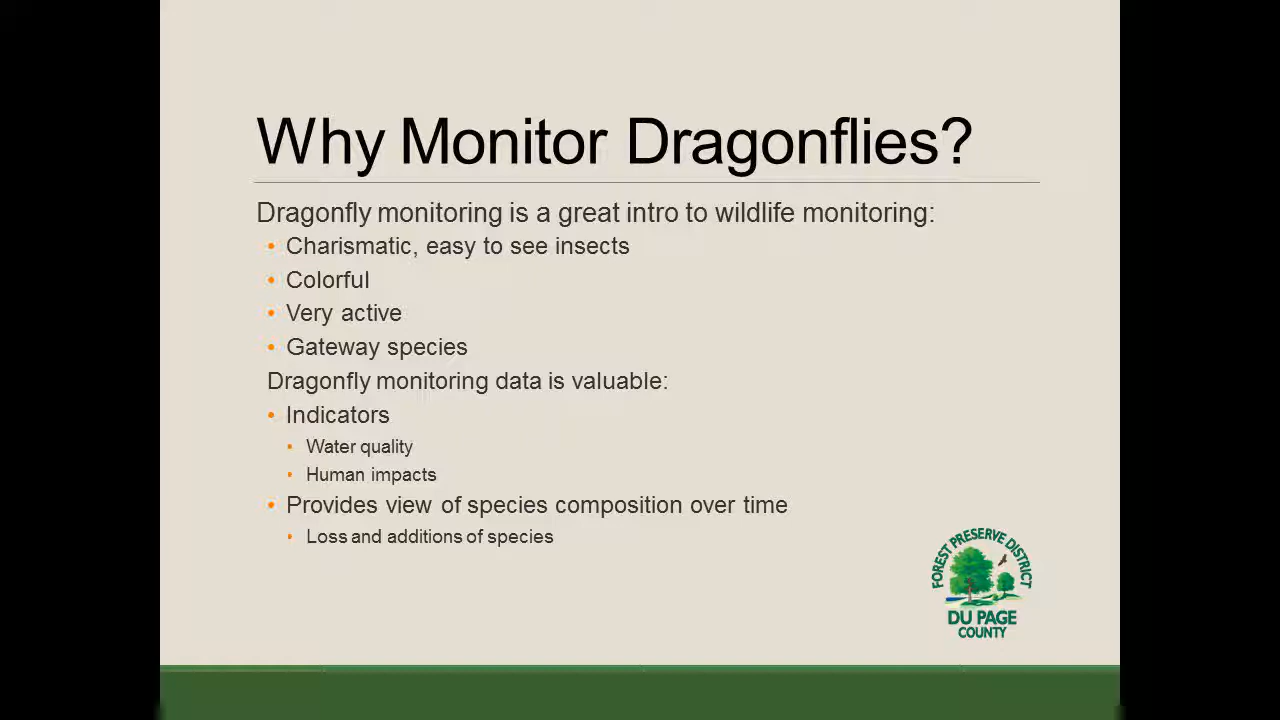 Why Monitor Dragonflies?
Dragonfly monitoring is a great intro to wildlife monitoring:
• Charismatic, easy to see insects
• Colorful
• Very active
• Gateway species
Dragonfly monitoring data is valuable:
• Indicators
• Water quality
• Human impacts
• Provides view of species composition over time
• Loss and additions of species
FOREST PRESERVE DISTRICT
DU PAGE
COUNTY